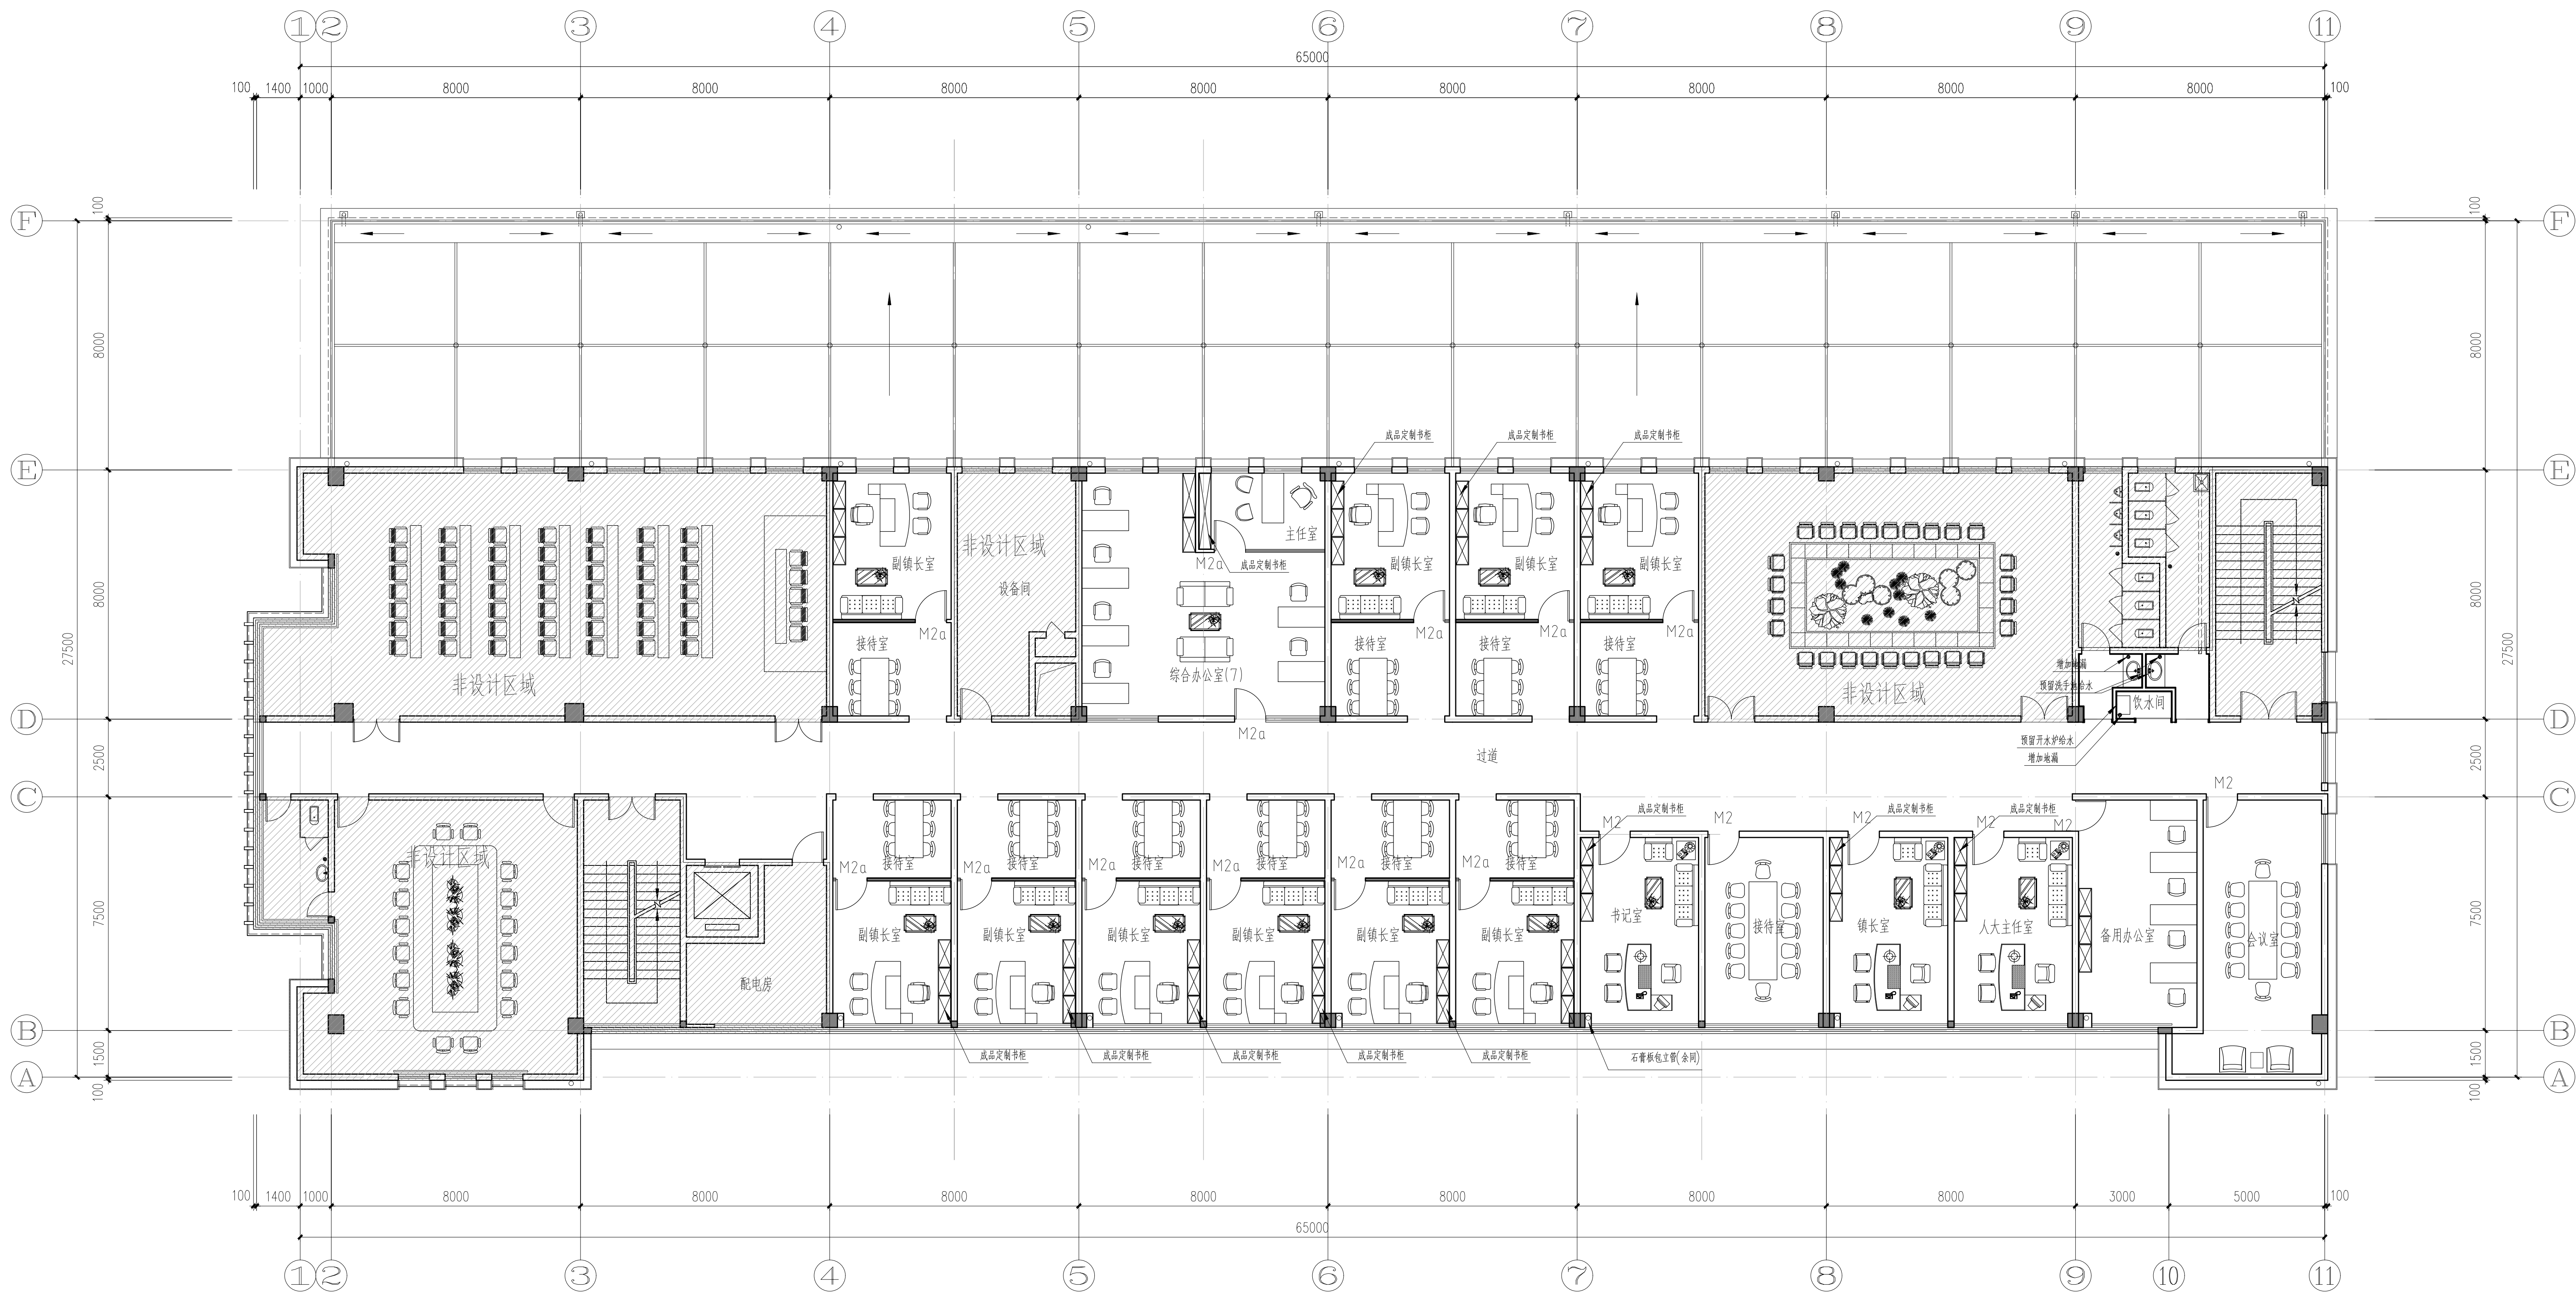 ① ② ③ ④ ⑤ ⑥ ⑦ ⑧ ⑨ ⑪
65000
100 1400 1000 8000 8000 8000 8000 8000 8000 8000 8000 100
100 100
Ⓕ Ⓕ
8000 8000
成品定制书柜 成品定制书柜 成品定制书柜
Ⓔ Ⓔ
主任室
非设计区域
M2a 成品定制书柜
副镇长室 副镇长室 副镇长室 副镇长室
设备间
8000 8000
M2a M2a M2a M2a
接待室 接待室 接待室 接待室
27500 27500
增加地漏
综合办公室(7)
非设计区域 非设计区域
预留洗手池给水
饮水间
Ⓓ Ⓓ
M2a
预留开水炉给水
过道
增加地漏
2500 2500
M2
Ⓒ Ⓒ
成品定制书柜 成品定制书柜 成品定制书柜
M2 M2 M2 M2 M2
非设计区域
接待室 接待室 接待室 接待室 接待室 接待室
M2a M2a M2a M2a M2a M2a
7500 7500
书记室 接待室 镇长室 人大主任室
副镇长室 副镇长室 副镇长室 副镇长室 副镇长室 副镇长室
备用办公室 会议室
配电房
Ⓑ Ⓑ
成品定制书柜 成品定制书柜 成品定制书柜 成品定制书柜 成品定制书柜 石膏板包立管(余同)
1500 1500
Ⓐ Ⓐ
100 100
100 1400 1000 8000 8000 8000 8000 8000 8000 8000 3000 5000 100
65000
① ② ③ ④ ⑤ ⑥ ⑦ ⑧ ⑨ ⑩ ⑪